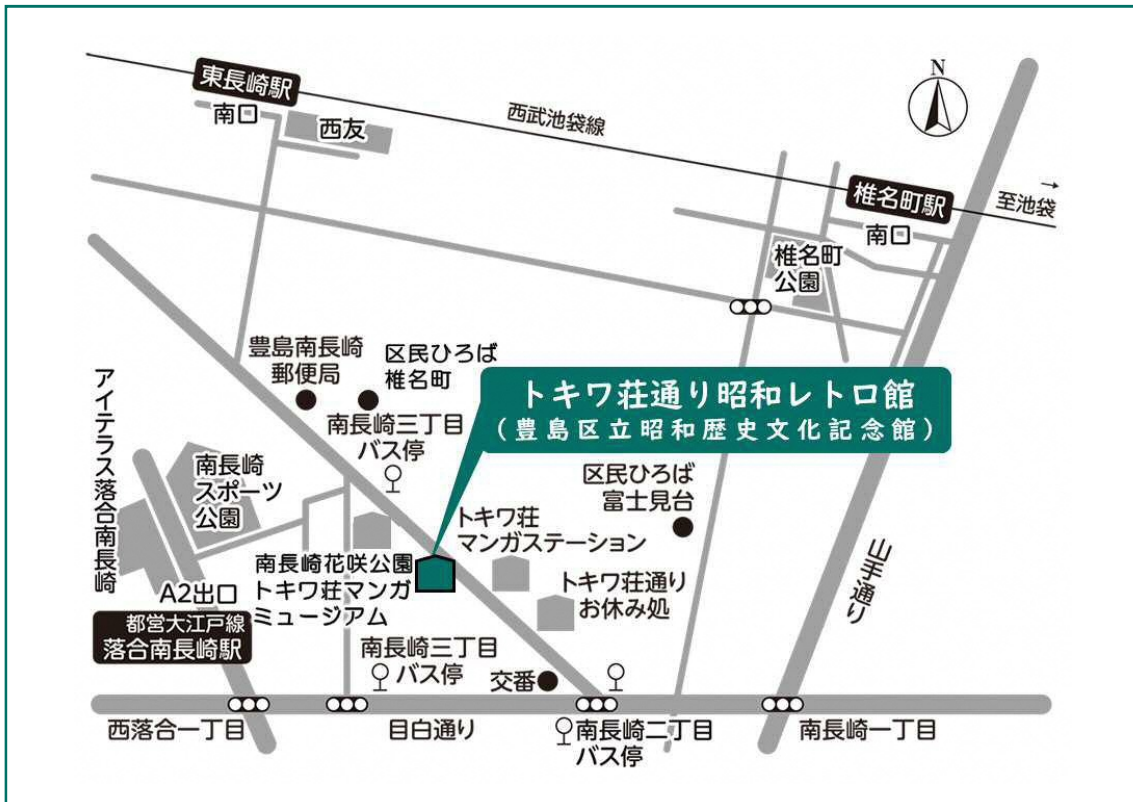 N
東長崎駅
南口
西友
西武池袋線
椎名町駅
→
至池袋
南口
椎名町
公園
豊島南長崎
郵便局
区民ひろば
椎名町
トキワ荘通り昭和レトロ館
(豊島区立昭和歴史文化記念館)
南長崎三丁目
バス停
アイテラス落合南長崎
南長崎
スポーツ
公園
区民ひろば
富士見台
トキワ荘
マンガステーション
山手通り
南長崎花咲公園
トキワ荘マンガ
ミュージアム
トキワ荘通り
お休み処
A2出口
都営大江戸線
落合南長崎駅
南長崎三丁目
バス停
交番
西落合一丁目
目白通り
南長崎二丁目
バス停
南長崎一丁目